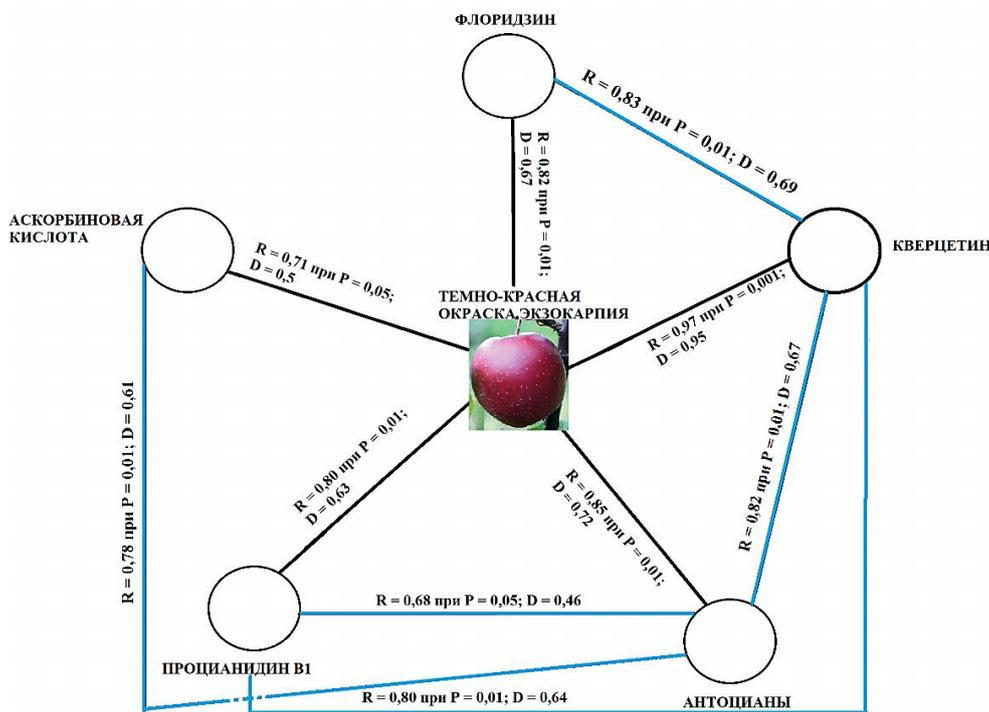 ФЛОРИДЗИН
R = 0,83 при P = 0,01; D = 0,69
R = 0,82 при P = 0,01;
D = 0,67
АСКОРБИНОВАЯ
КИСЛОТА
КВЕРЦЕТИН
R = 0,71 при P = 0,05;
D = 0,5
ТЕМНО-КРАСНАЯ
ОКРАСКА ЭКЗОКАРПИЯ
R = 0,97 при P = 0,001;
D = 0,95
R = 0,78 при P = 0,01; D = 0,61
R = 0,80 при P = 0,01;
D = 0,63
R = 0,85 при P = 0,01;
D = 0,72
R = 0,82 при P = 0,01; D = 0,67
R = 0,68 при P = 0,05; D = 0,46
ПРОЦИАНИДИН B1
R = 0,80 при P = 0,01; D = 0,64
АНТОЦИАНЫ